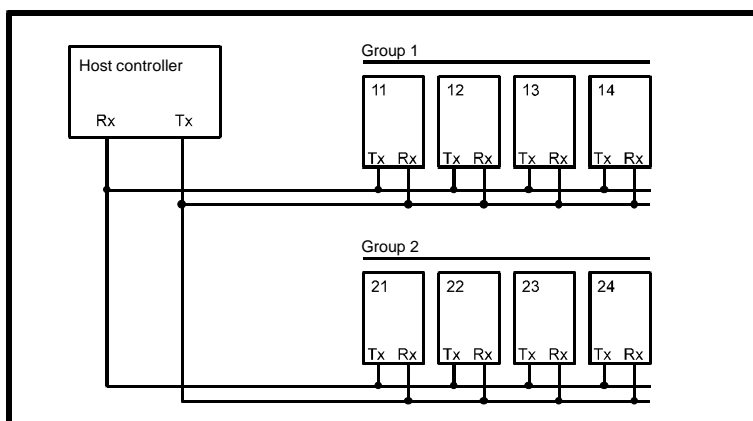 Group 1
Host controller
11 12 13 14
Rx Tx
Tx Rx Tx Rx Tx Rx Tx Rx
Group 2
21 22 23 24
Tx Rx Tx Rx Tx Rx Tx Rx